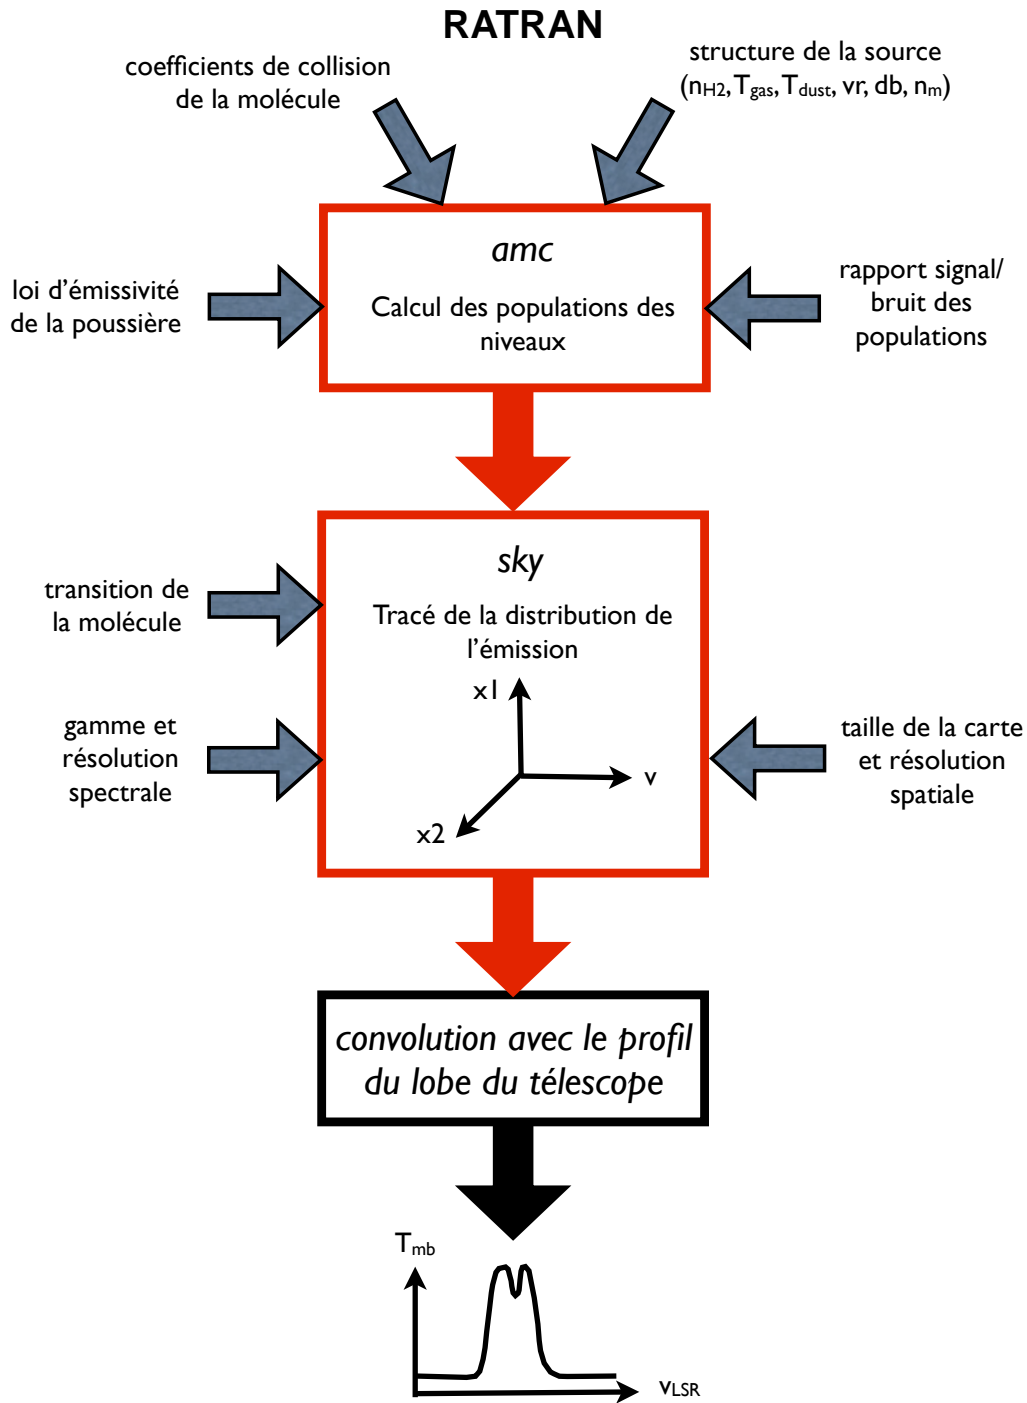 RATRAN
coefficients de collision
de la molécule
structure de la source
(nH2, Tgas, Tdust, vr, db, nm)
amc
Calcul des populations des
niveaux
loi d'émissivité
de la poussière
rapport signal/
bruit des
populations
sky
Tracé de la distribution de
l'émission
x1
v
x2
transition de
la molécule
gamme et
résolution
spectrale
taille de la carte
et résolution
spatiale
convolution avec le profil
du lobe du télescope
Tmb
vLSR